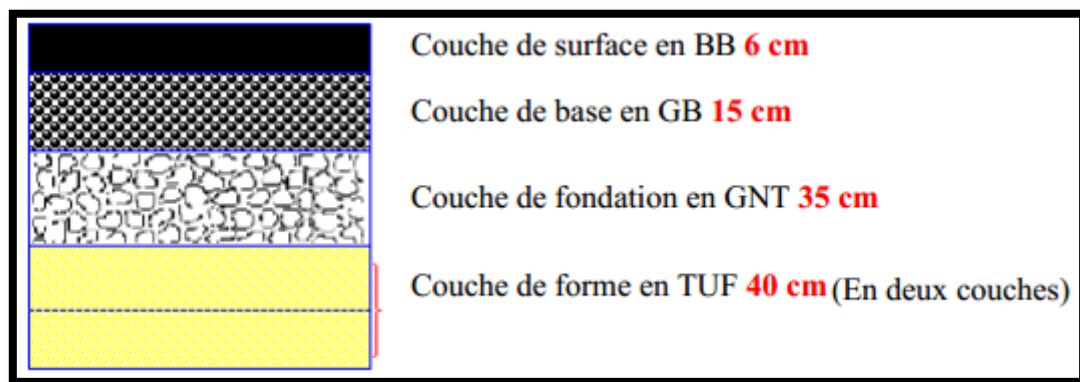 Couche de surface en BB 6 cm
Couche de base en GB 15 cm
Couche de fondation en GNT 35 cm
Couche de forme en TUF 40 cm (En deux couches)